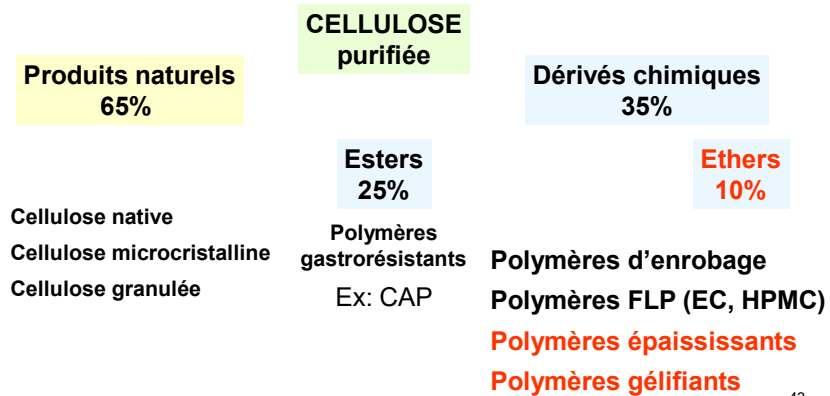 CELLULOSE
purifiée
Produits naturels
65%
Dérivés chimiques
35%
Esters
25%
Ethers
10%
Cellulose native
Cellulose microcristalline
Cellulose granulée
Polymères
gastrorésistants
Ex: CAP
Polymères d'enrobage
Polymères FLP (EC, HPMC)
Polymères épaississants
Polymères gélifiants